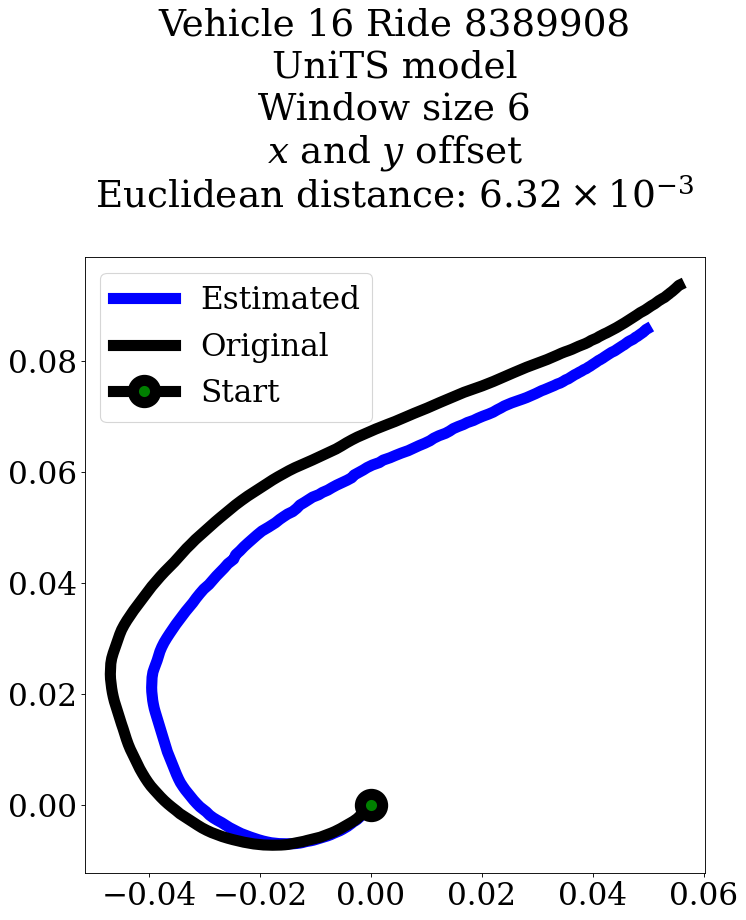 Vehicle 16 Ride 8389908
UniTS model
Window size 6
x and y offset
Euclidean distance: 6.32 × 10⁻³
Estimated
Original
Start
0.08
0.06
0.04
0.02
0.00
−0.04 −0.02 0.00 0.02 0.04 0.06